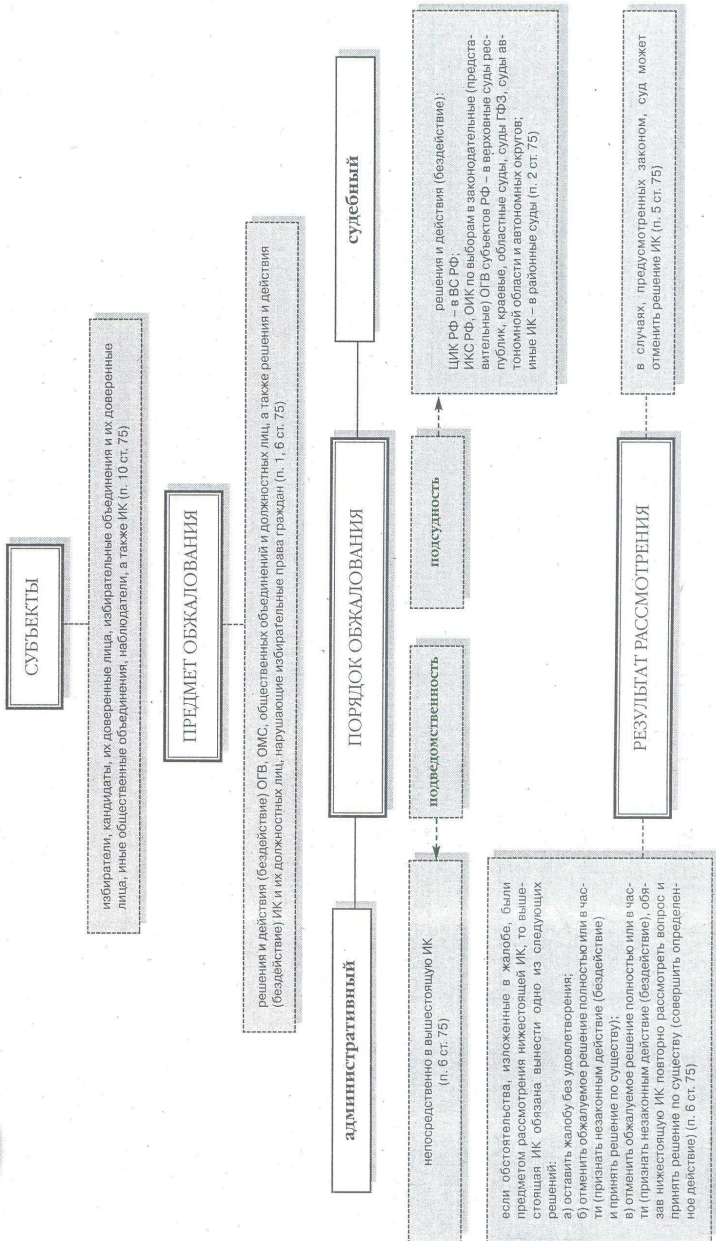 СУБЪЕКТЫ
избиратели, кандидаты, их доверенные лица, избирательные объединения и их доверенные
лица, иные общественные объединения, наблюдатели, а также ИК (п. 10 ст. 75)
ПРЕДМЕТ ОБЖАЛОВАНИЯ
решения и действия (бездействие) ОГВ, ОМС, общественных объединений и должностных лиц, а также решения и действия
(бездействие) ИК и их должностных лиц, нарушающие избирательные права граждан (п. 1, 6 ст. 75)
административный
ПОРЯДОК ОБЖАЛОВАНИЯ
судебный
непосредственно в вышестоящую ИК
(п. 6 ст. 75)
подведомственность
подсудность
решения и действия (бездействие):
ЦИК РФ – в ВС РФ;
ИКС РФ, ОИК по выборам в законодательные (предста-
вительные) ОГВ субъектов РФ – в верховные суды рес-
публик, краевые, областные суды, суды ГФЗ, суды ав-
тономной области и автономных округов;
иные ИК – в районные суды (п. 2 ст. 75)
если обстоятельства, изложенные в жалобе, были
предметом рассмотрения нижестоящей ИК, то выше-
стоящая ИК обязана вынести одно из следующих
решений:
а) оставить жалобу без удовлетворения;
б) отменить обжалуемое решение полностью или в час-
ти (признать незаконным действие (бездействие)
и принять решение по существу);
в) отменить обжалуемое решение полностью или в час-
ти (признать незаконным действие (бездействие), обя-
зав нижестоящую ИК повторно рассмотреть вопрос и
принять решение по существу (совершить определен-
ное действие) (п. 6 ст. 75)
РЕЗУЛЬТАТ РАССМОТРЕНИЯ
в случаях, предусмотренных законом, суд может
отменить решение ИК (п. 5 ст. 75)